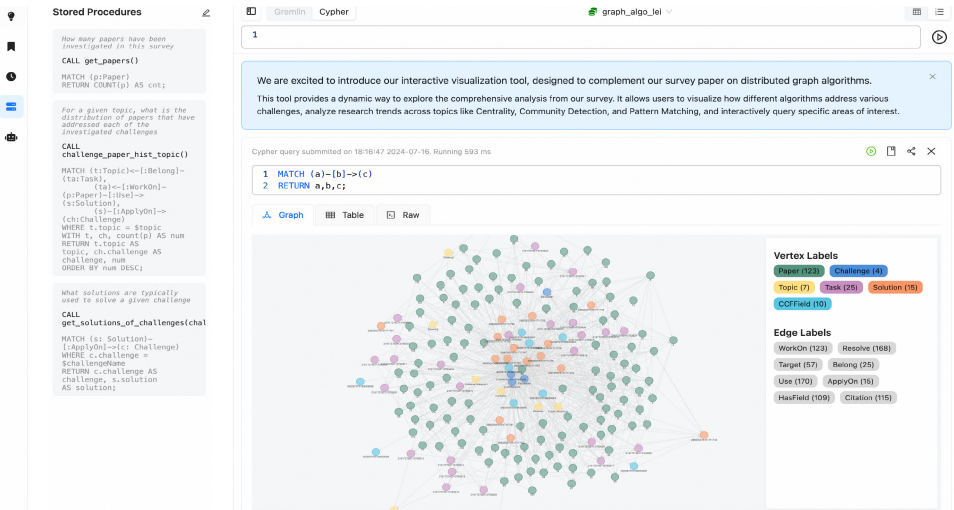 Stored Procedures
How many papers have been
investigated in this survey
CALL get_papers()
MATCH (p:Paper)
RETURN COUNT(p) AS cnt;
For a given topic, what is the
distribution of papers that have
addressed each of the
investigated challenges
CALL
challenge_paper_hist_topic()
MATCH (t:Topic)<-[:Belong]-
(ta:Task),
(ta)<-[:WorkOn]-
(p:Paper)-[:Use]->
(s:Solution),
(s)-[:ApplyOn]->
(ch:Challenge)
WHERE t.topic = $topic
WITH t, ch, count(p) AS num
RETURN t.topic AS
topic, ch.challenge AS
challenge, num
ORDER BY num DESC;
What solutions are typically
used to solve a given challenge
CALL
get_solutions_of_challenges(chal
MATCH (s: Solution)-
[:ApplyOn]->(c: Challenge)
WHERE c.challenge =
$challengeName
RETURN c.challenge AS
challenge, s.solution
AS solution;
Gremlin Cypher
graph_algo_lei
1
We are excited to introduce our interactive visualization tool, designed to complement our survey paper on distributed graph algorithms.
This tool provides a dynamic way to explore the comprehensive analysis from our survey. It allows users to visualize how different algorithms address various
challenges, analyze research trends across topics like Centrality, Community Detection, and Pattern Matching, and interactively query specific areas of interest.
Cypher query submmited on 18:16:47 2024-07-16. Running 593 ms
1 MATCH (a)-[b]->(c)
2 RETURN a,b,c;
Graph Table Raw
Vertex Labels
Paper (123) Challenge (4)
Topic (7) Task (25) Solution (15)
CCFField (10)
Edge Labels
WorkOn (123) Resolve (168)
Target (57) Belong (25)
Use (170) ApplyOn (15)
HasField (109) Citation (115)